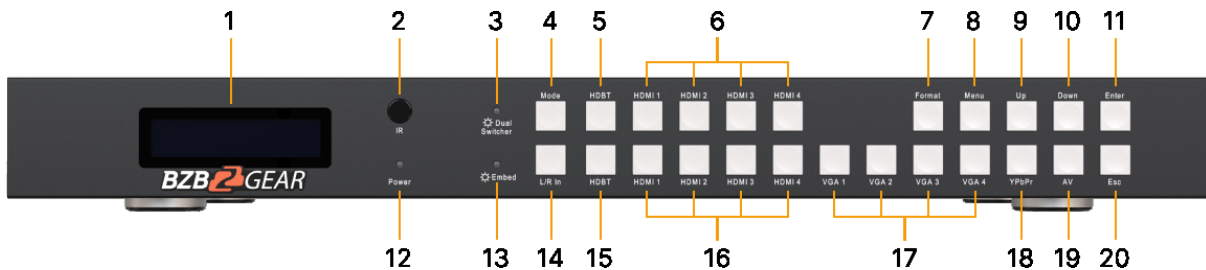 1 2 3 4 5 6 7 8 9 10 11
Mode HDBT HDMI 1 HDMI 2 HDMI 3 HDMI 4 Format Menu Up Down Enter
IR
Dual
Switcher
Power
Embed
BZB GEAR
L/R In HDBT HDMI 1 HDMI 2 HDMI 3 HDMI 4 VGA 1 VGA 2 VGA 3 VGA 4 YPbPr AV Esc
12 13 14 15 16 17 18 19 20